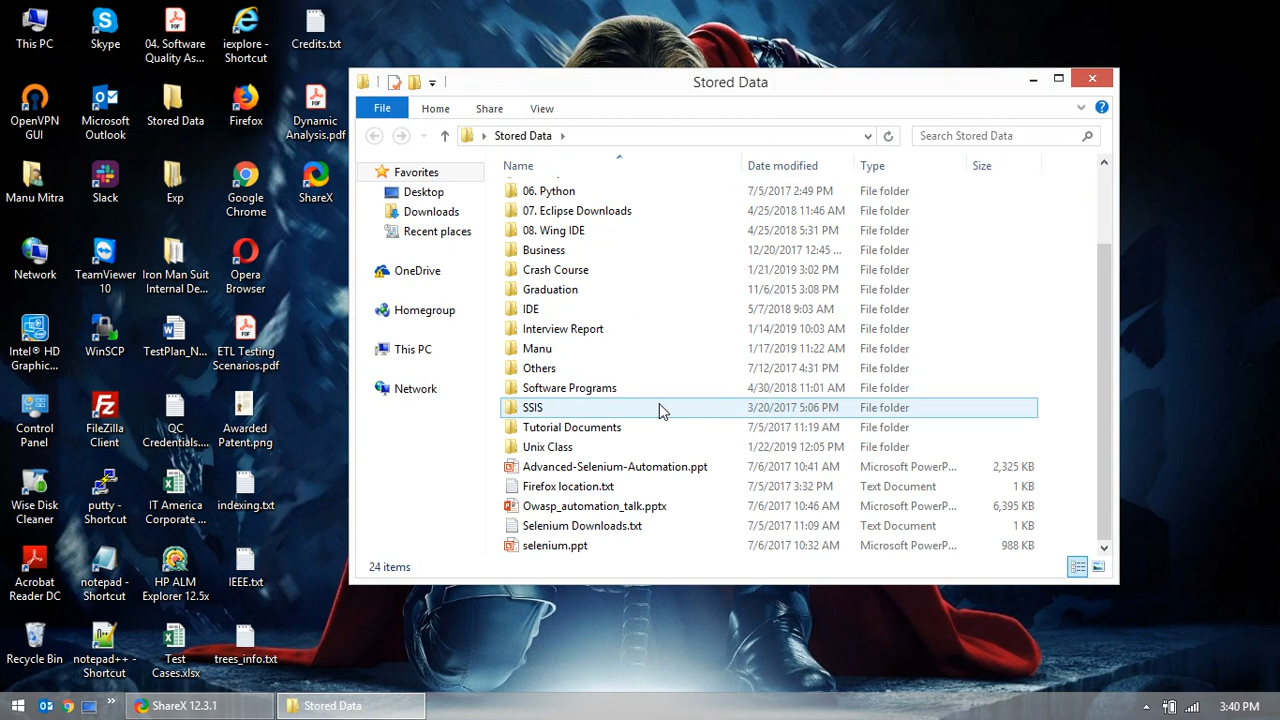 This PC
Skype
04. Software
Quality As...
iexplore -
Shortcut
Credits.txt
OpenVPN
GUI
Microsoft
Outlook
Stored Data
Firefox
Dynamic
Analysis.pdf
Manu Mitra
Slack
Exp
Google
Chrome
ShareX
Network
TeamViewer
10
Iron Man Suit
Internal De...
Opera
Browser
Intel® HD
Graphic...
WinSCP
TestPlan_N...
ETL Testing
Scenarios.pdf
Control
Panel
FileZilla
Client
QC
Credentials....
Awarded
Patent.png
Wise Disk
Cleaner
putty -
Shortcut
IT America
Corporate ...
indexing.txt
Acrobat
Reader DC
notepad -
Shortcut
HP ALM
Explorer 12.5x
IEEE.txt
Recycle Bin
notepad++ -
Shortcut
Test
Cases.xlsx
trees_info.txt
Stored Data
File Home Share View
Stored Data
Search Stored Data
Favorites
Desktop
Downloads
Recent places
OneDrive
Homegroup
This PC
Network
Name Date modified Type Size
06. Python 7/5/2017 2:49 PM File folder
07. Eclipse Downloads 4/25/2018 11:46 AM File folder
08. Wing IDE 4/25/2018 5:31 PM File folder
Business 12/20/2017 12:45 ... File folder
Crash Course 1/21/2019 3:02 PM File folder
Graduation 11/6/2015 3:08 PM File folder
IDE 5/7/2018 9:03 AM File folder
Interview Report 1/14/2019 10:03 AM File folder
Manu 1/17/2019 11:22 AM File folder
Others 7/12/2017 4:31 PM File folder
Software Programs 4/30/2018 11:01 AM File folder
SSIS 3/20/2017 5:06 PM File folder
Tutorial Documents 7/5/2017 11:19 AM File folder
Unix Class 1/22/2019 12:05 PM File folder
Advanced-Selenium-Automation.ppt 7/6/2017 10:41 AM Microsoft PowerP... 2,325 KB
Firefox location.txt 7/5/2017 3:32 PM Text Document 1 KB
Owasp_automation_talk.pptx 7/6/2017 10:46 AM Microsoft PowerP... 6,395 KB
Selenium Downloads.txt 7/5/2017 11:09 AM Text Document 1 KB
selenium.ppt 7/6/2017 10:32 AM Microsoft PowerP... 988 KB
24 items
ShareX 12.3.1
Stored Data
3:40 PM